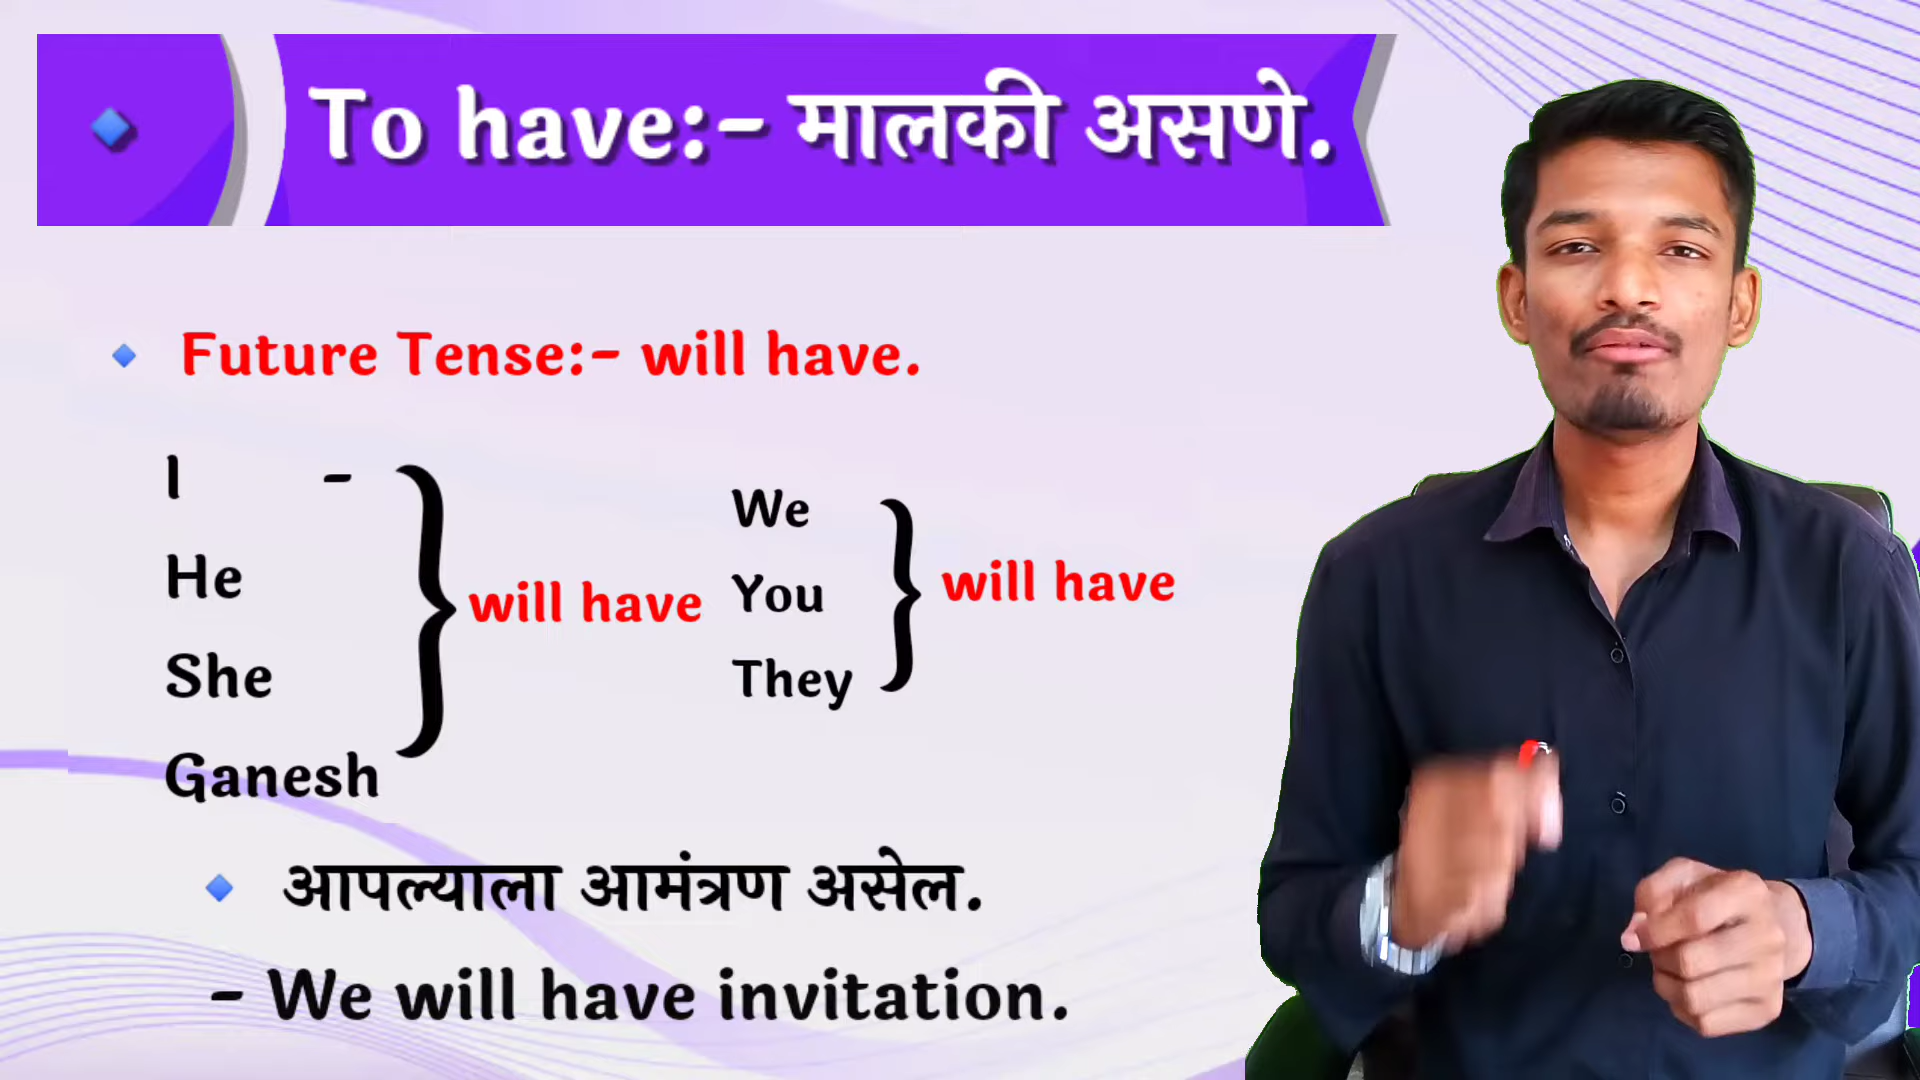 To have:- मालकी असणे.
Future Tense:- will have.
I -
He
She
Ganesh
will have
We
You
They
will have
आपल्याला आमंत्रण असेल.
- We will have invitation.